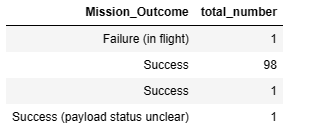 Mission_Outcome total_number
Failure (in flight) 1
Success 98
Success 1
Success (payload status unclear) 1